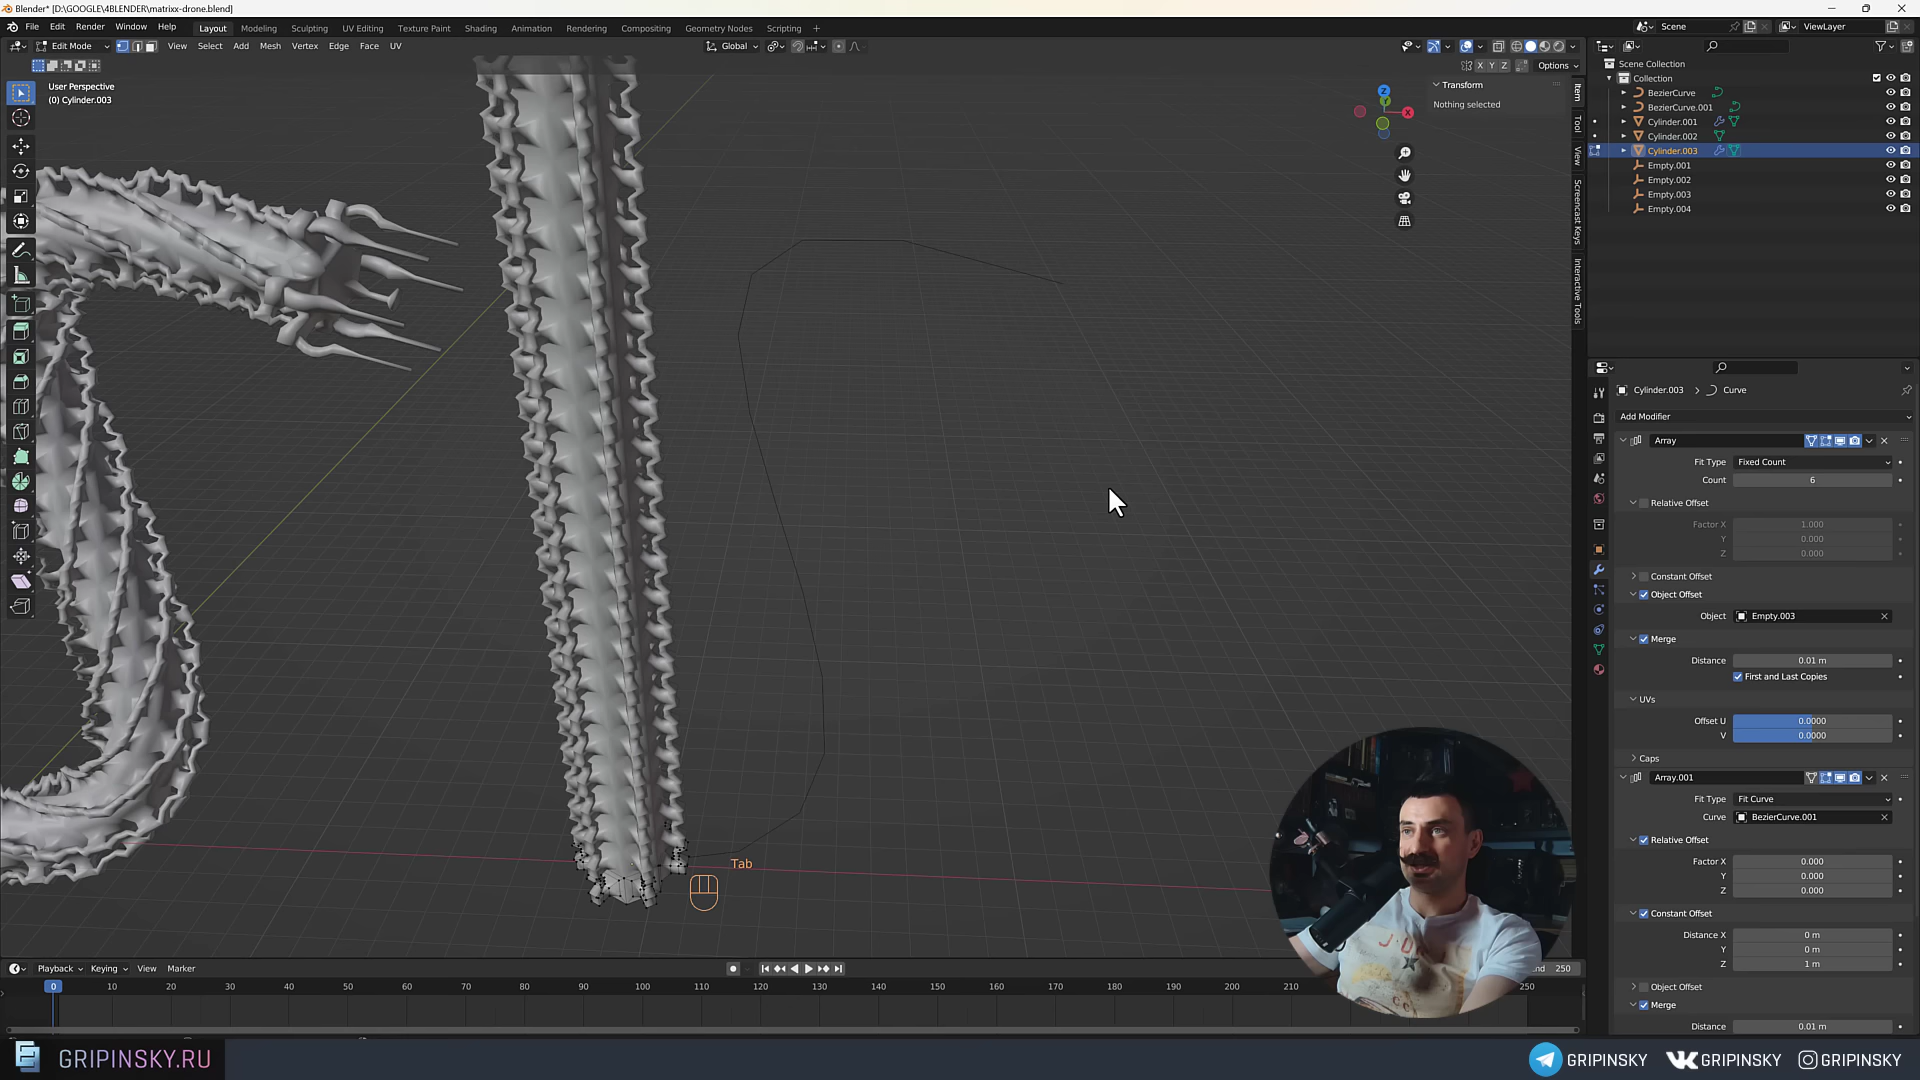 Blender* [D:\GOOGLE\4BLENDER\matrixx-drone.blend]
File Edit Render Window Help
Layout Modeling Sculpting UV Editing Texture Paint Shading Animation Rendering Compositing Geometry Nodes Scripting +
Scene ViewLayer
Edit Mode View Select Add Mesh Vertex Edge Face UV
Global
X Y Z Options
User Perspective
(0) Cylinder.003
Transform
Nothing selected
Item
Tool
View
Screencast Keys
Interactive Tools
Z
X
Scene Collection
Collection
BezierCurve
BezierCurve.001
Cylinder.001
Cylinder.002
Cylinder.003
Empty.001
Empty.002
Empty.003
Empty.004
Cylinder.003 > Curve
Add Modifier
Array
Fit Type Fixed Count
Count 6
Relative Offset
Factor X 1.000
Y 0.000
Z 0.000
Constant Offset
Object Offset
Object Empty.003
Merge
Distance 0.01 m
First and Last Copies
UVs
Offset U 0.0000
V 0.0000
Caps
Array.001
Fit Type Fit Curve
Curve BezierCurve.001
Relative Offset
Factor X 0.000
Y 0.000
Z 0.000
Constant Offset
Distance X 0 m
Y 0 m
Z 1 m
Object Offset
Merge
Distance 0.01 m
Tab
Playback Keying View Marker
nd 250
0 10 20 30 40 50 60 70 80 90 100 110 120 130 140 150 160 170 180 190 200 210 250
GRIPINSKY.RU
GRIPINSKY GRIPINSKY GRIPINSKY